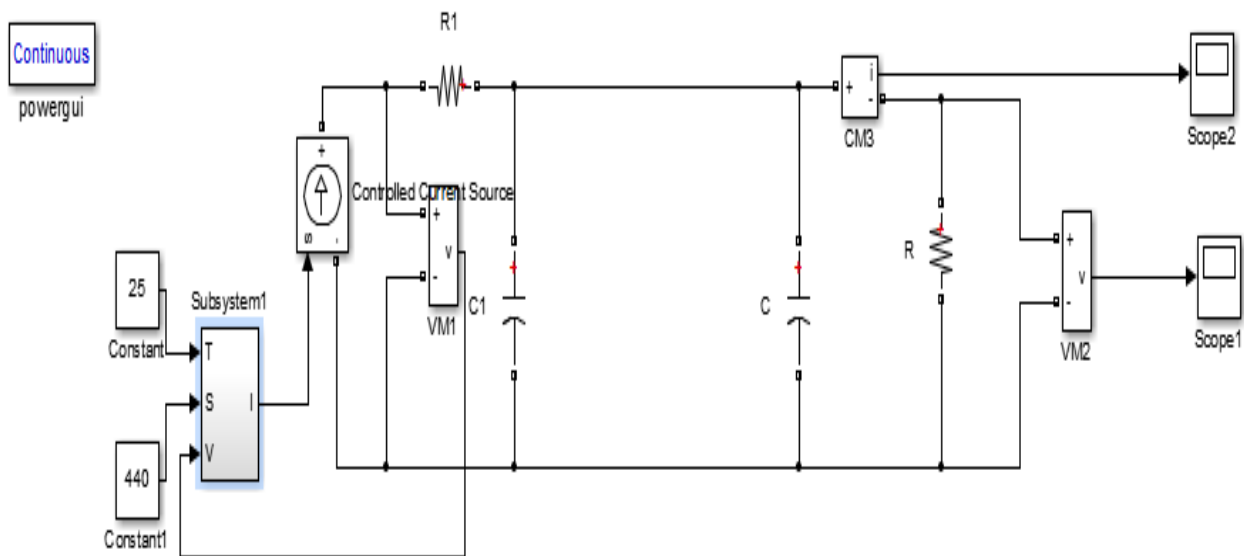 Continuous
powergui
R1
+
i
+
-
CM3
Scope2
+
s
-
Controlled Current Source
+
v
-
VM1
C1
+
C
+
R
+
+
v
-
VM2
Scope1
25
Constant
Subsystem1
T
S
I
V
440
Constant1